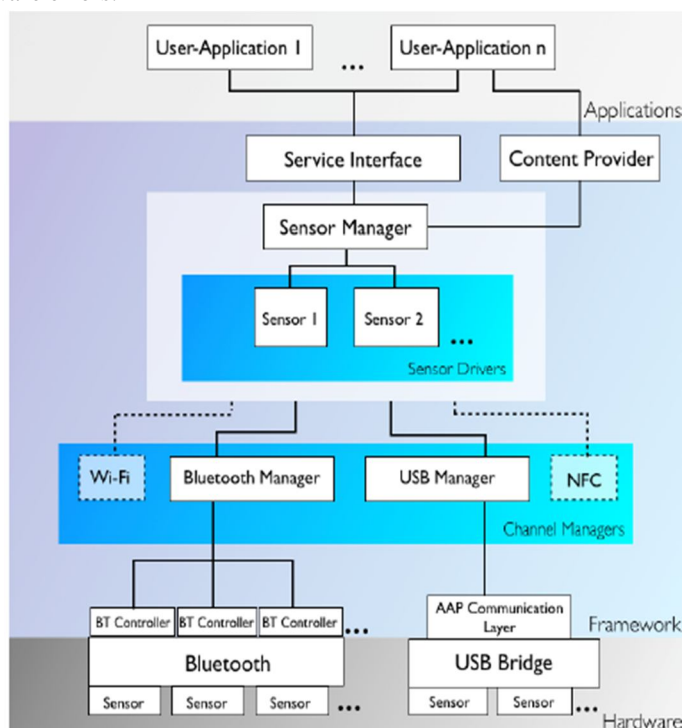 User-Application 1
...
User-Application n
Applications
Service Interface
Content Provider
Sensor Manager
Sensor 1
Sensor 2
...
Sensor Drivers
Wi-Fi
Bluetooth Manager
USB Manager
NFC
Channel Managers
BT Controller
BT Controller
BT Controller
...
AAP Communication
Layer
Framework
Bluetooth
USB Bridge
Sensor
Sensor
Sensor
...
Sensor
Sensor
...
Hardware